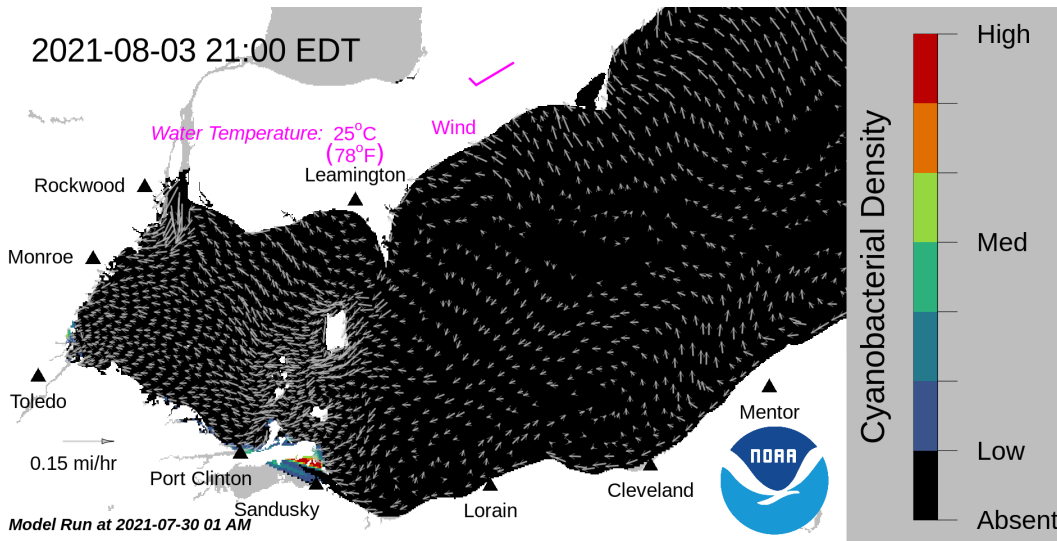 2021-08-03 21:00 EDT
High
Wind
Water Temperature: 25°C
(78°F)
Leamington
Rockwood
Cyanobacterial Density
Med
Monroe
Toledo
Mentor
0.15 mi/hr
Port Clinton
NOAA
Low
Cleveland
Sandusky
Lorain
Absent
Model Run at 2021-07-30 01 AM